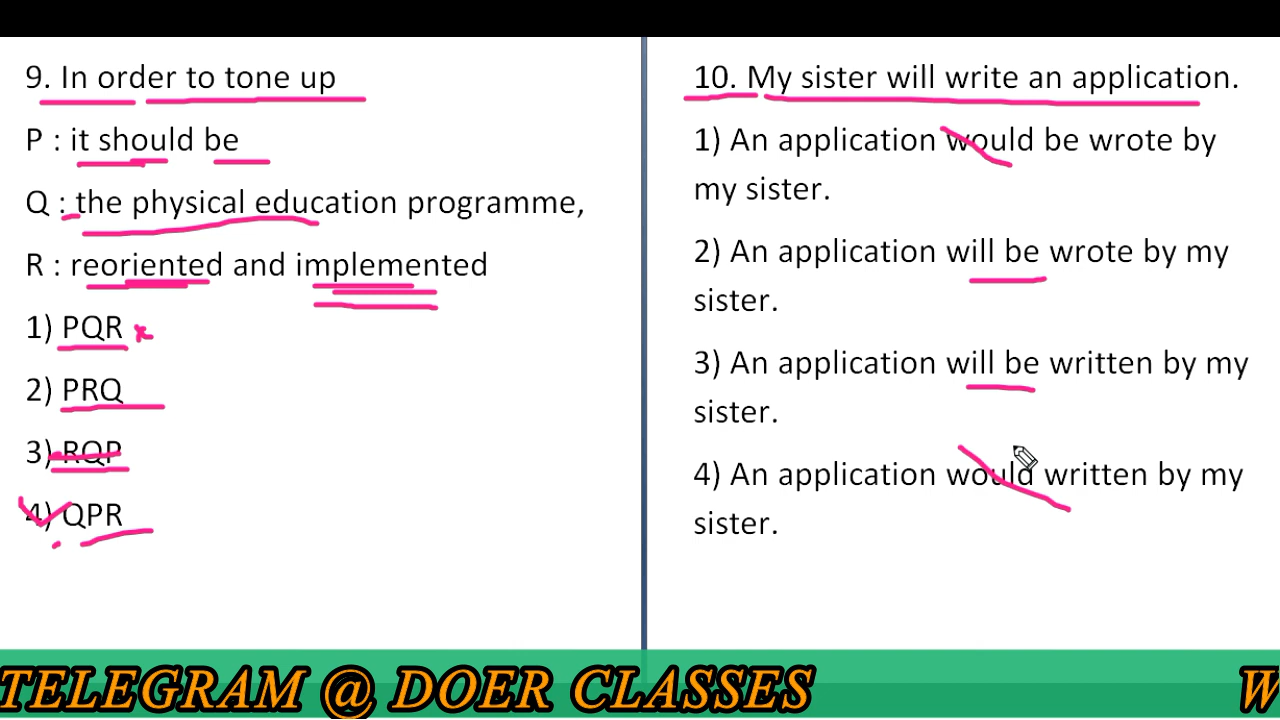 9. In order to tone up
P : it should be
Q : the physical education programme,
R : reoriented and implemented
1) PQR
2) PRQ
3) RQP
4) QPR
10. My sister will write an application.
1) An application would be wrote by
my sister.
2) An application will be wrote by my
sister.
3) An application will be written by my
sister.
4) An application would written by my
sister.
TELEGRAM @ DOER CLASSES
W